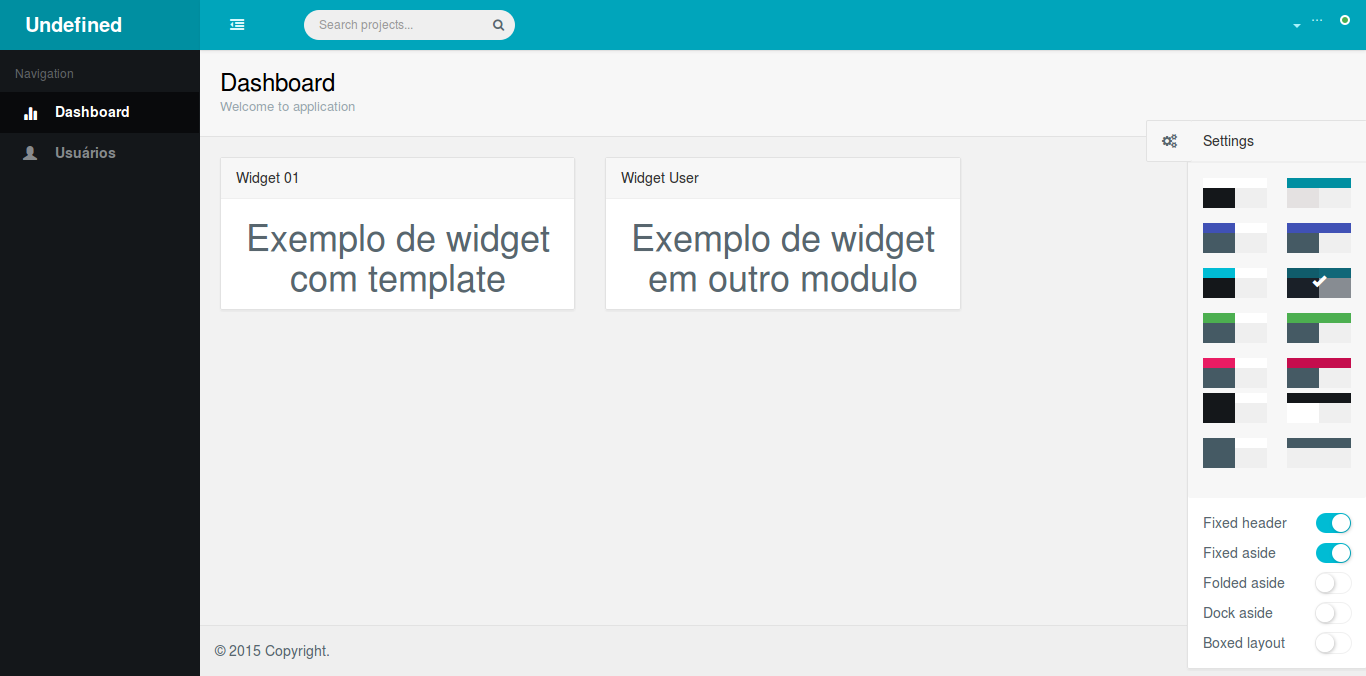 Undefined
Search projects...
...
Navigation
Dashboard
Usuários
Dashboard
Welcome to application
Widget 01
Exemplo de widget
com template
Widget User
Exemplo de widget
em outro modulo
Settings
Fixed header
Fixed aside
Folded aside
Dock aside
Boxed layout
© 2015 Copyright.